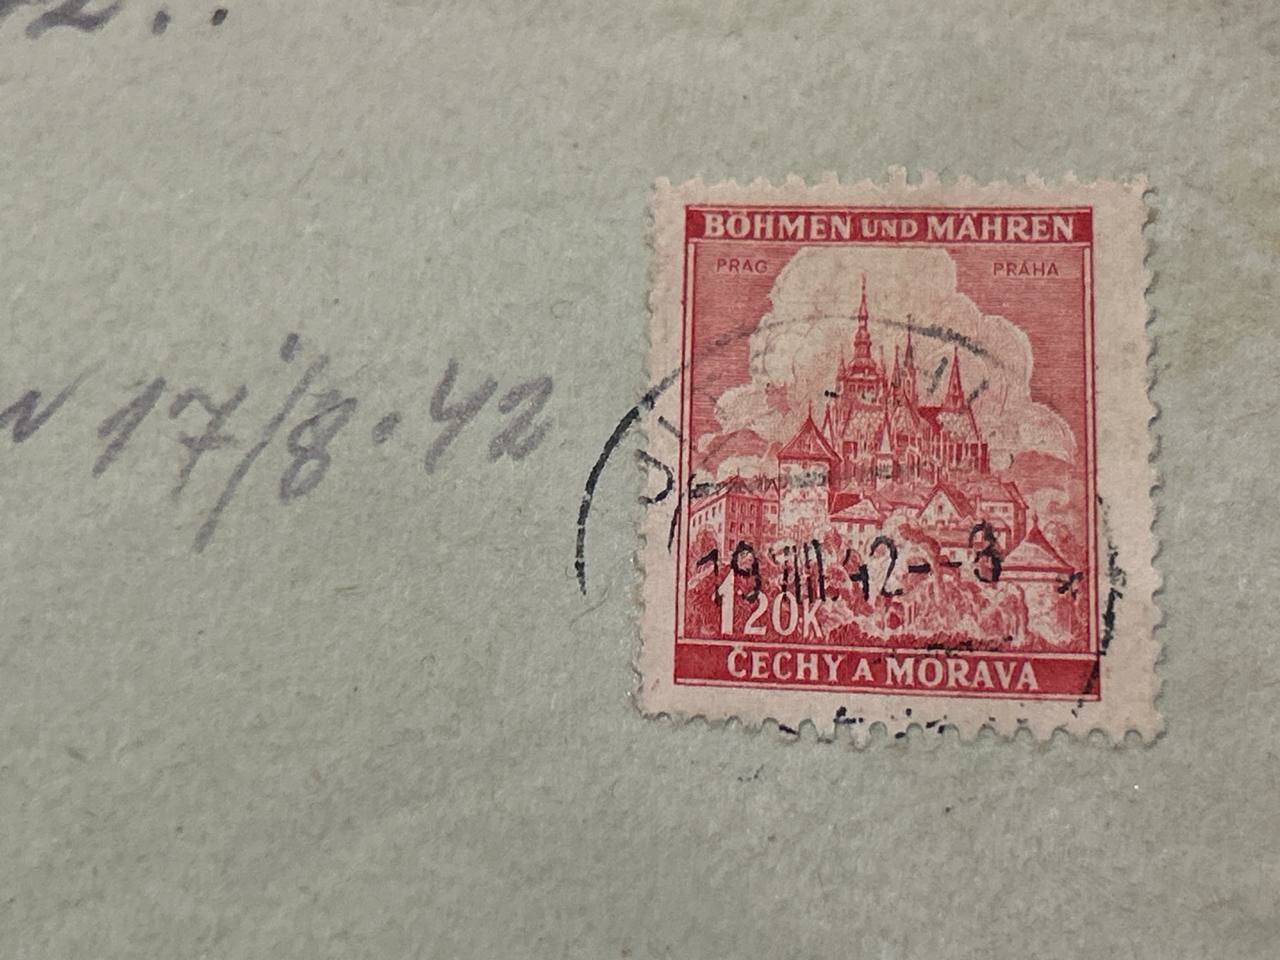 17/8.42
BÖHMEN UND MÄHREN
PRAG PRAHA
19.VIII.42--3
1.20K
ČECHY A MORAVA